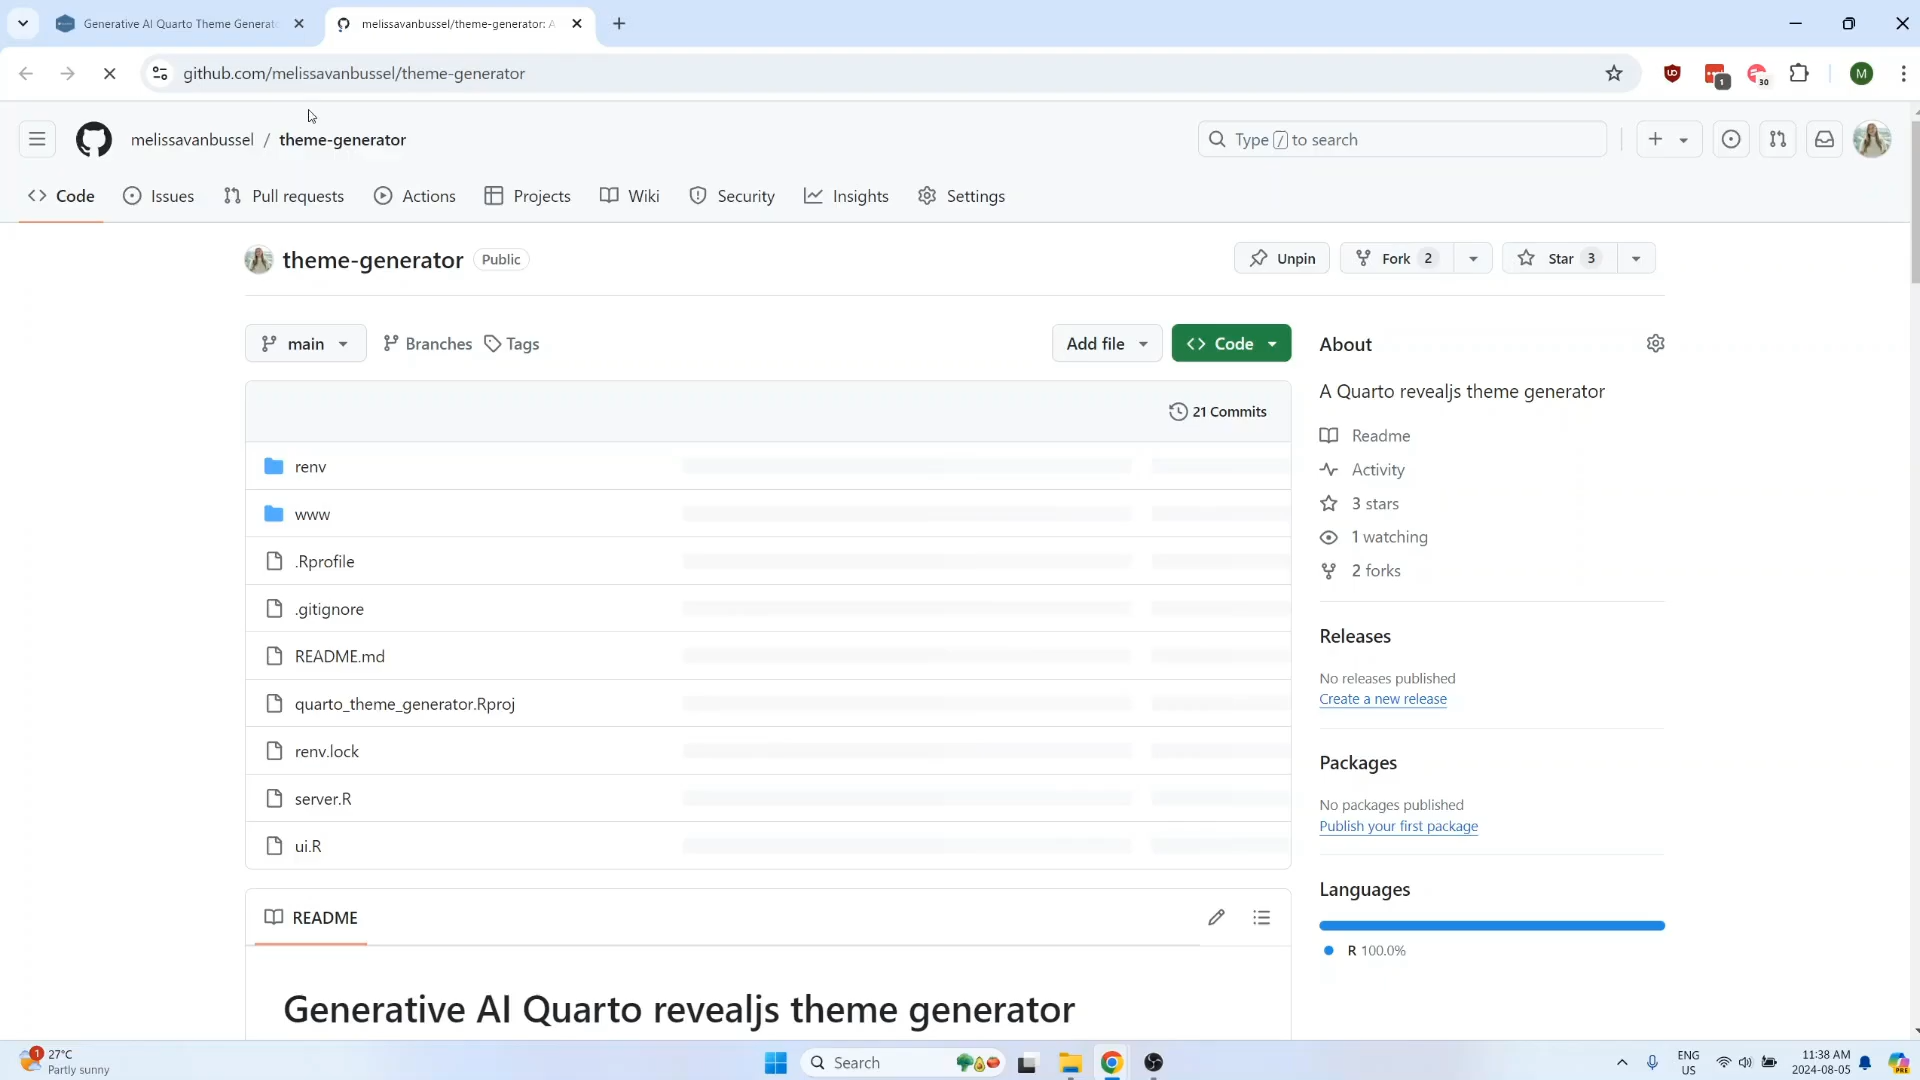 Generative AI Quarto Theme Generat
melissavanbussel/theme-generator: A
github.com/melissavanbussel/theme-generator
1
30
M
melissavanbussel / theme-generator
Type / to search
Code
Issues
Pull requests
Actions
Projects
Wiki
Security
Insights
Settings
theme-generator
Public
Unpin
Fork 2
Star 3
main
Branches
Tags
Add file
Code
About
A Quarto revealjs theme generator
21 Commits
Readme
Activity
3 stars
1 watching
2 forks
renv
www
.Rprofile
.gitignore
README.md
quarto_theme_generator.Rproj
renv.lock
server.R
ui.R
Releases
No releases published
Create a new release
Packages
No packages published
Publish your first package
Languages
R 100.0%
README
Generative AI Quarto revealjs theme generator
1
27°C
Partly sunny
Search
ENG
US
11:38 AM
2024-08-05
PRE